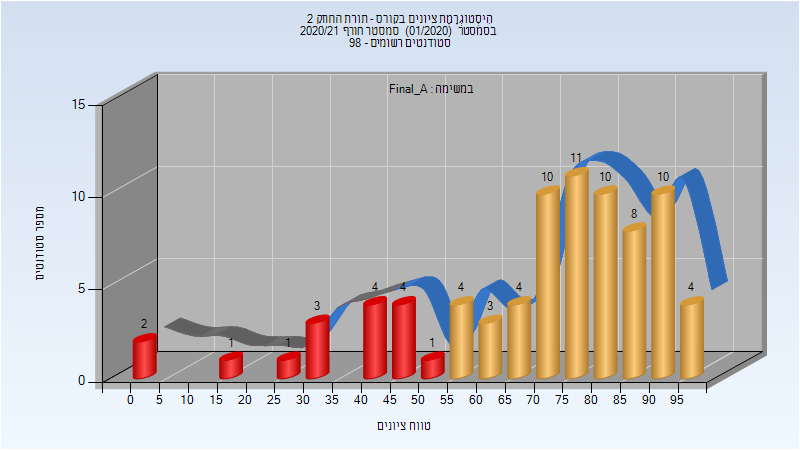 היסטוגרמת ציונים בקורס - תורת החוזק 2
בסמסטר (01/2020) סמסטר חורף 2020/21
סטודנטים רשומים - 98
במשימה : Final_A
מספר סטודנטים
15
10
5
0
2
1
1
3
4
4
1
4
3
4
10
11
10
8
10
4
0 5 10 15 20 25 30 35 40 45 50 55 60 65 70 75 80 85 90 95
טווח ציונים